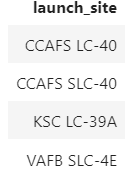 launch_site
CCAFS LC-40
CCAFS SLC-40
KSC LC-39A
VAFB SLC-4E